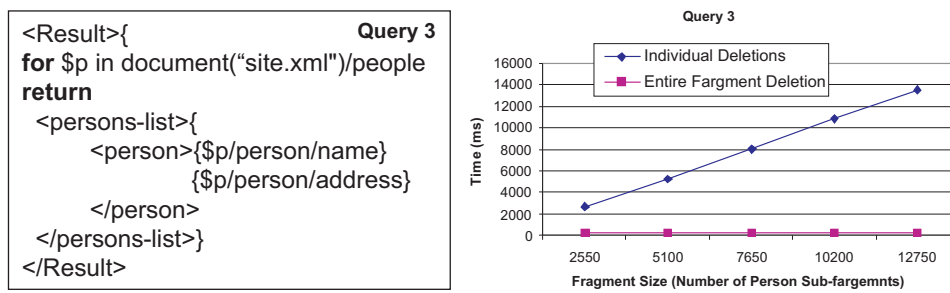 Query 3
<Result>{
for $p in document(“site.xml")/people
return
<persons-list>{
<person>{$p/person/name}
{$p/person/address}
</person>
</persons-list>}
</Result>
Query 3
Individual Deletions
Entire Fargment Deletion
Time (ms)
16000
14000
12000
10000
8000
6000
4000
2000
0
2550 5100 7650 10200 12750
Fragment Size (Number of Person Sub-fargemnts)